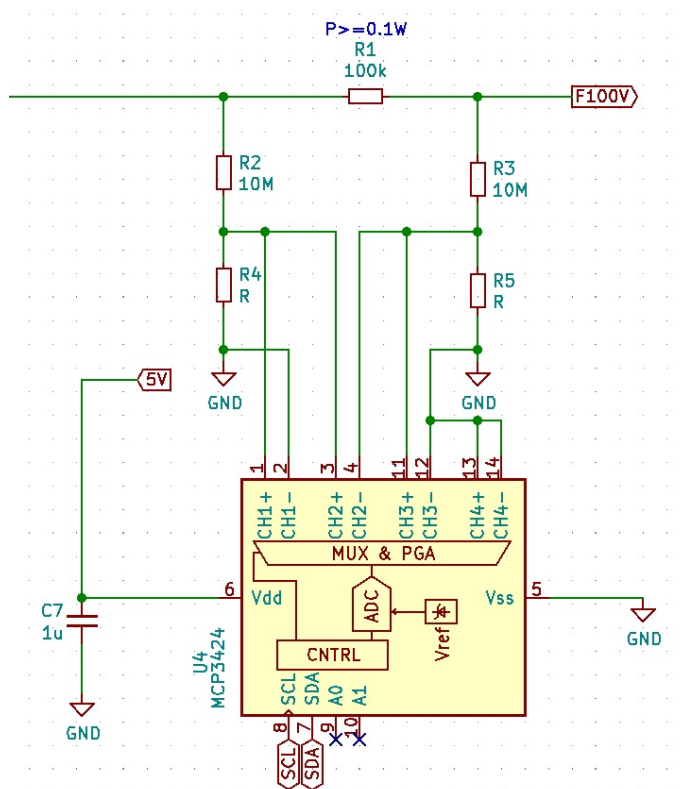 P>=0.1W
R1
100k
F100V
R2
10M
R3
10M
R4
R
R5
R
5V
GND
GND
1
2
3
4
11
12
13
14
CH1+
CH1-
CH2+
CH2-
CH3+
CH3-
CH4+
CH4-
MUX & PGA
6
Vdd
ADC
Vref
Vss
5
C7
1u
GND
CNTRL
U4
MCP3424
SCL
SDA
A0
A1
GND
8
7
9
10
SCL
SDA